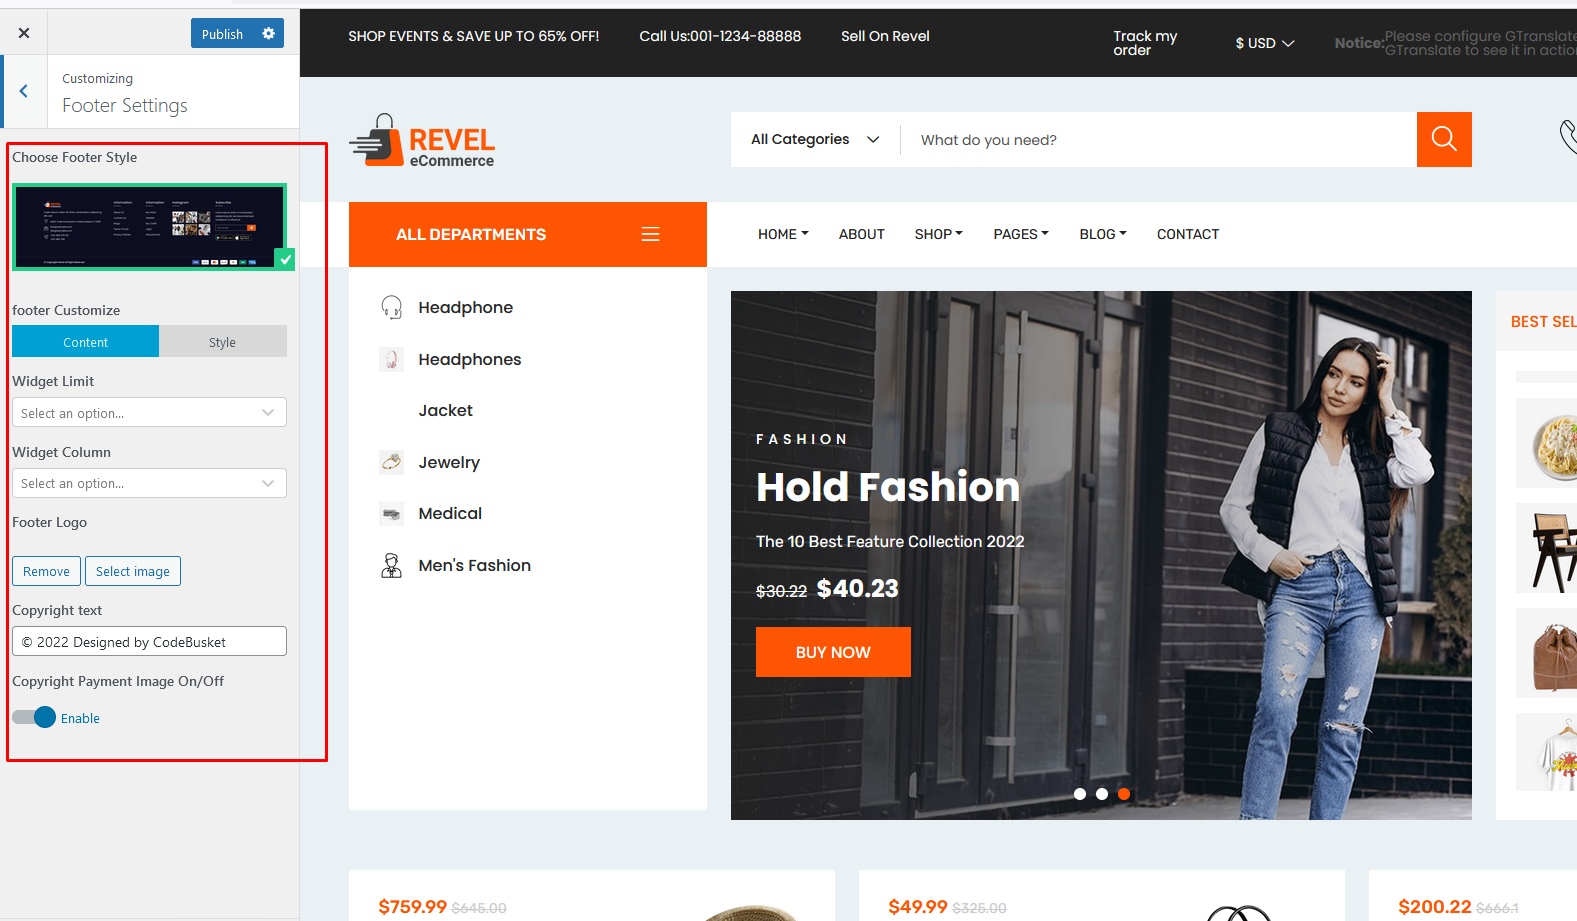 Publish
Customizing
Footer Settings
Choose Footer Style
REVEL
Information
Information
Instagram
Subscribe
footer Customize
Content
Style
Widget Limit
Select an option...
Widget Column
Select an option...
Footer Logo
Remove
Select image
Copyright text
© 2022 Designed by CodeBusket
Copyright Payment Image On/Off
Enable
SHOP EVENTS & SAVE UP TO 65% OFF!
Call Us:001-1234-88888
Sell On Revel
Track my
order
$ USD
Notice:Please configure GTranslate
GTranslate to see it in
REVEL
eCommerce
All Categories
What do you need?
ALL DEPARTMENTS
HOME
ABOUT
SHOP
PAGES
BLOG
CONTACT
Headphone
Headphones
Jacket
Jewelry
Medical
Men's Fashion
FASHION
Hold Fashion
The 10 Best Feature Collection 2022
$30.22 $40.23
BUY NOW
BEST SEL
$759.99 $645.00
$49.99 $325.00
$200.22 $666.1